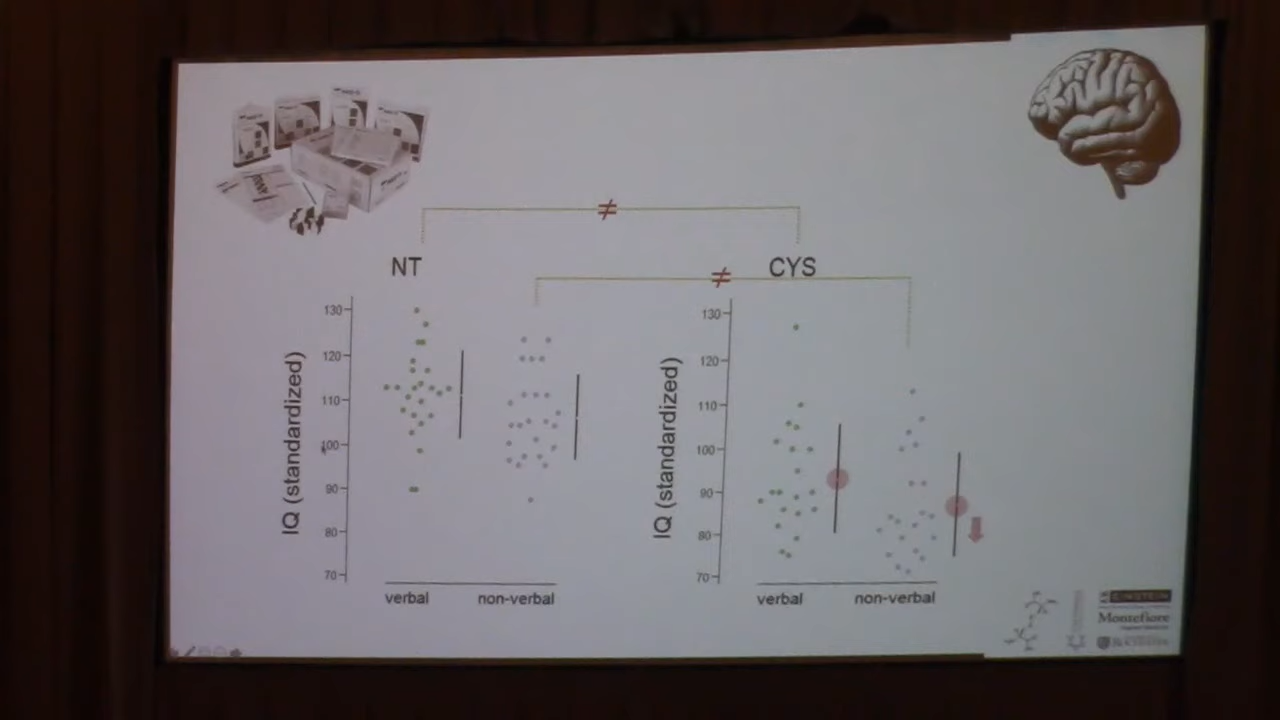 ≠
NT
CYS
≠
IQ (standardized)
130
120
110
100
90
80
70
verbal
non-verbal
IQ (standardized)
130
120
110
100
90
80
70
verbal
non-verbal
EINSTEIN
Montefiore
ROCHESTER